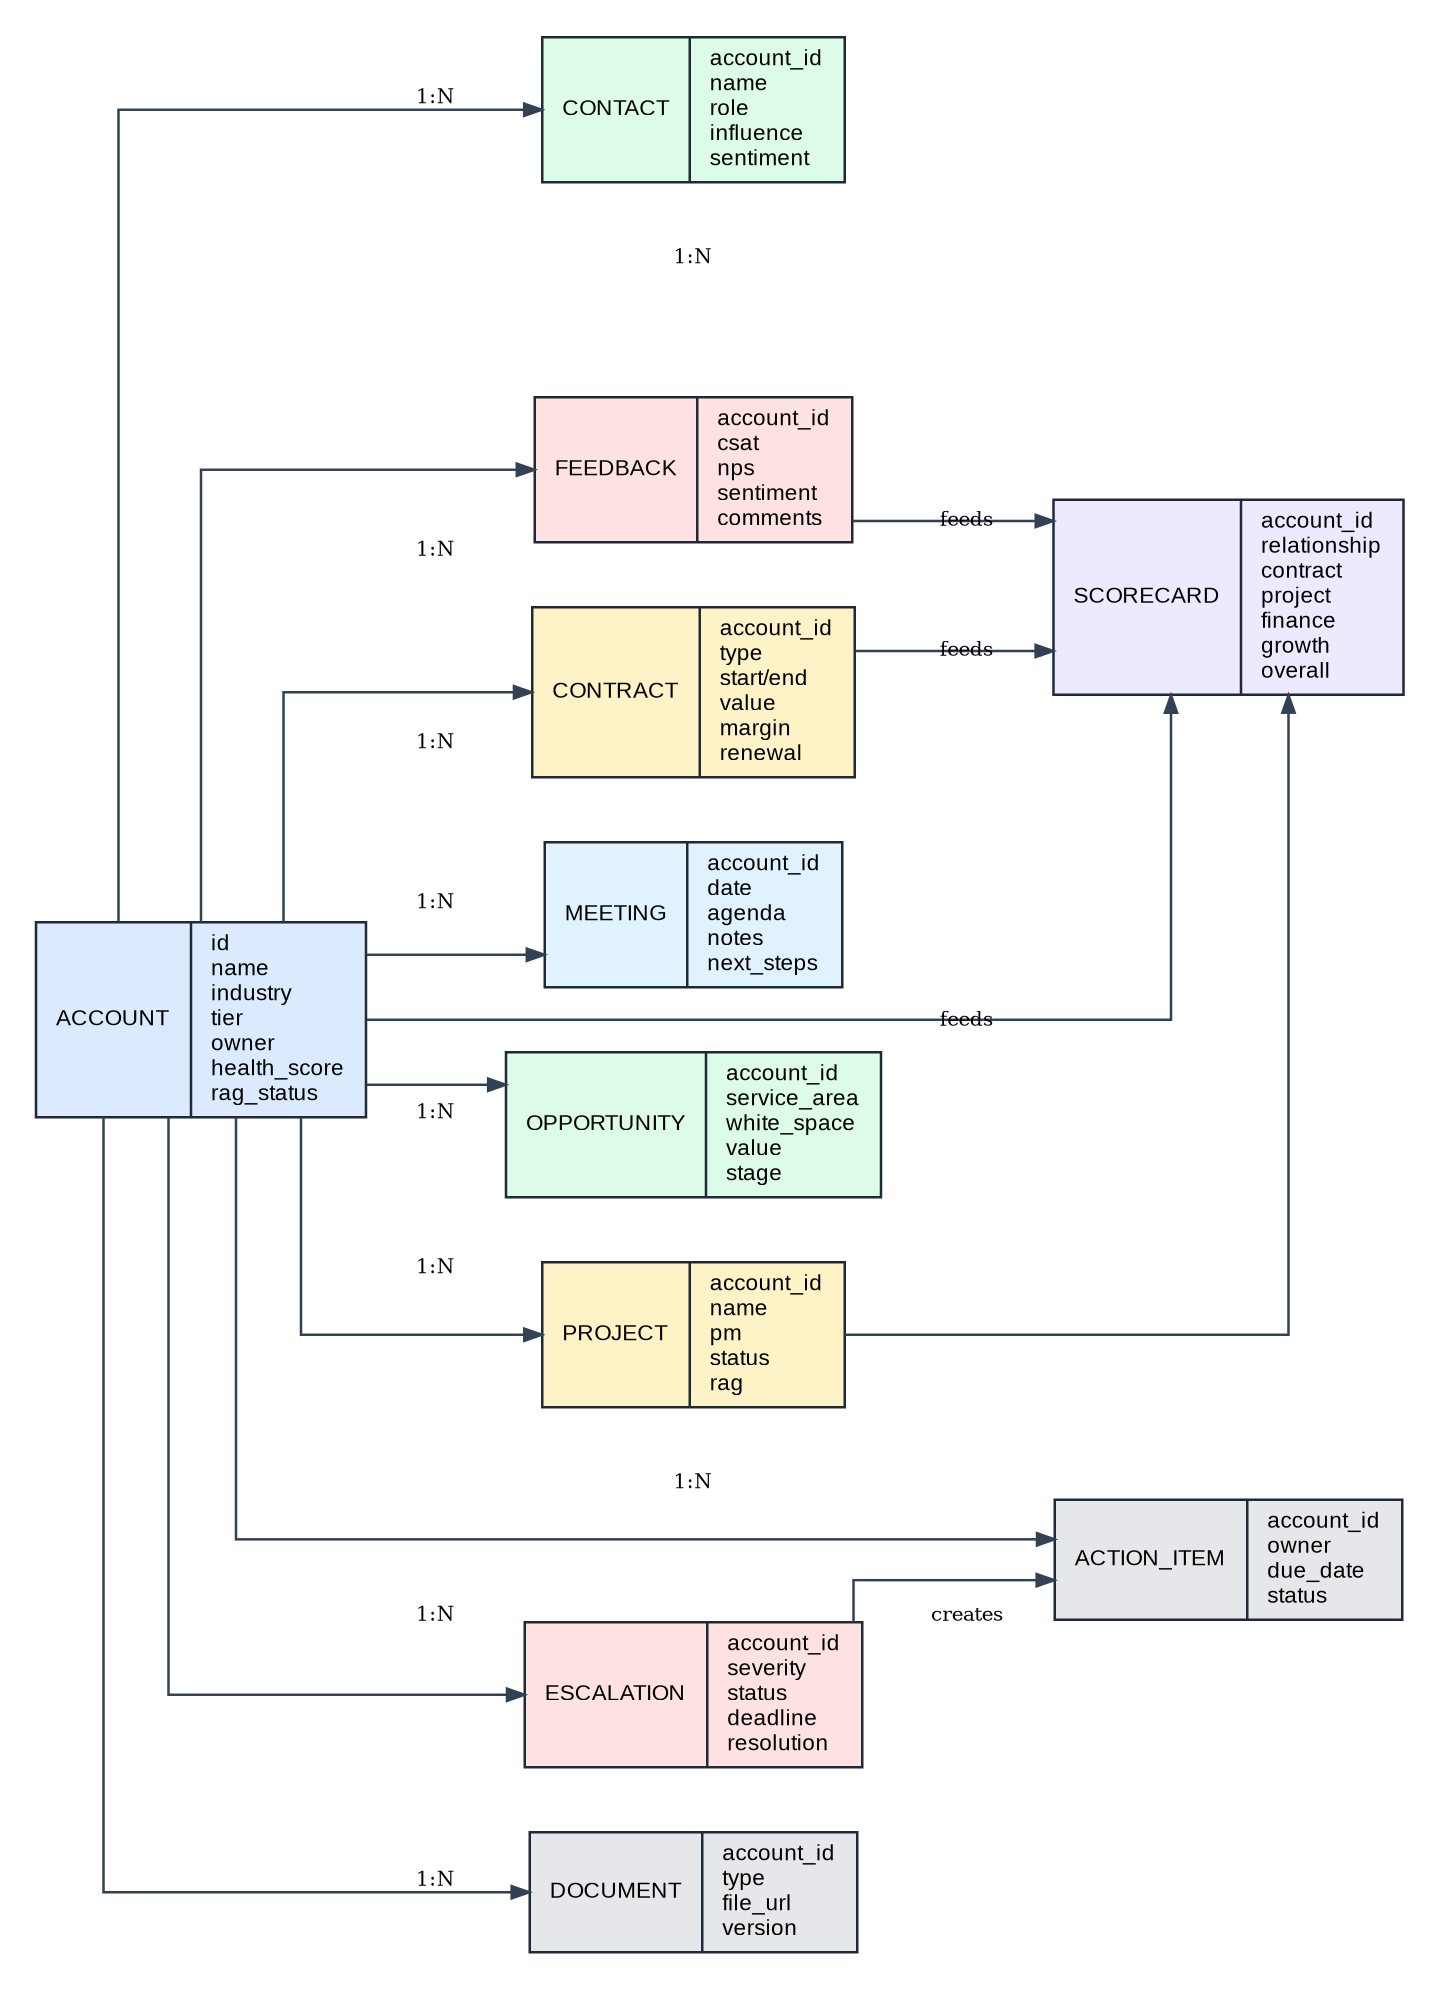 1:N
CONTACT
account_id
name
role
influence
sentiment
1:N
FEEDBACK
account_id
csat
nps
sentiment
comments
feeds
SCORECARD
account_id
relationship
contract
project
finance
growth
overall
1:N
CONTRACT
account_id
type
start/end
value
margin
renewal
feeds
1:N
1:N
MEETING
account_id
date
agenda
notes
next_steps
ACCOUNT
id
name
industry
tier
owner
health_score
rag_status
feeds
1:N
OPPORTUNITY
account_id
service_area
white_space
value
stage
1:N
PROJECT
account_id
name
pm
status
rag
1:N
ACTION_ITEM
account_id
owner
due_date
status
1:N
creates
ESCALATION
account_id
severity
status
deadline
resolution
1:N
DOCUMENT
account_id
type
file_url
version